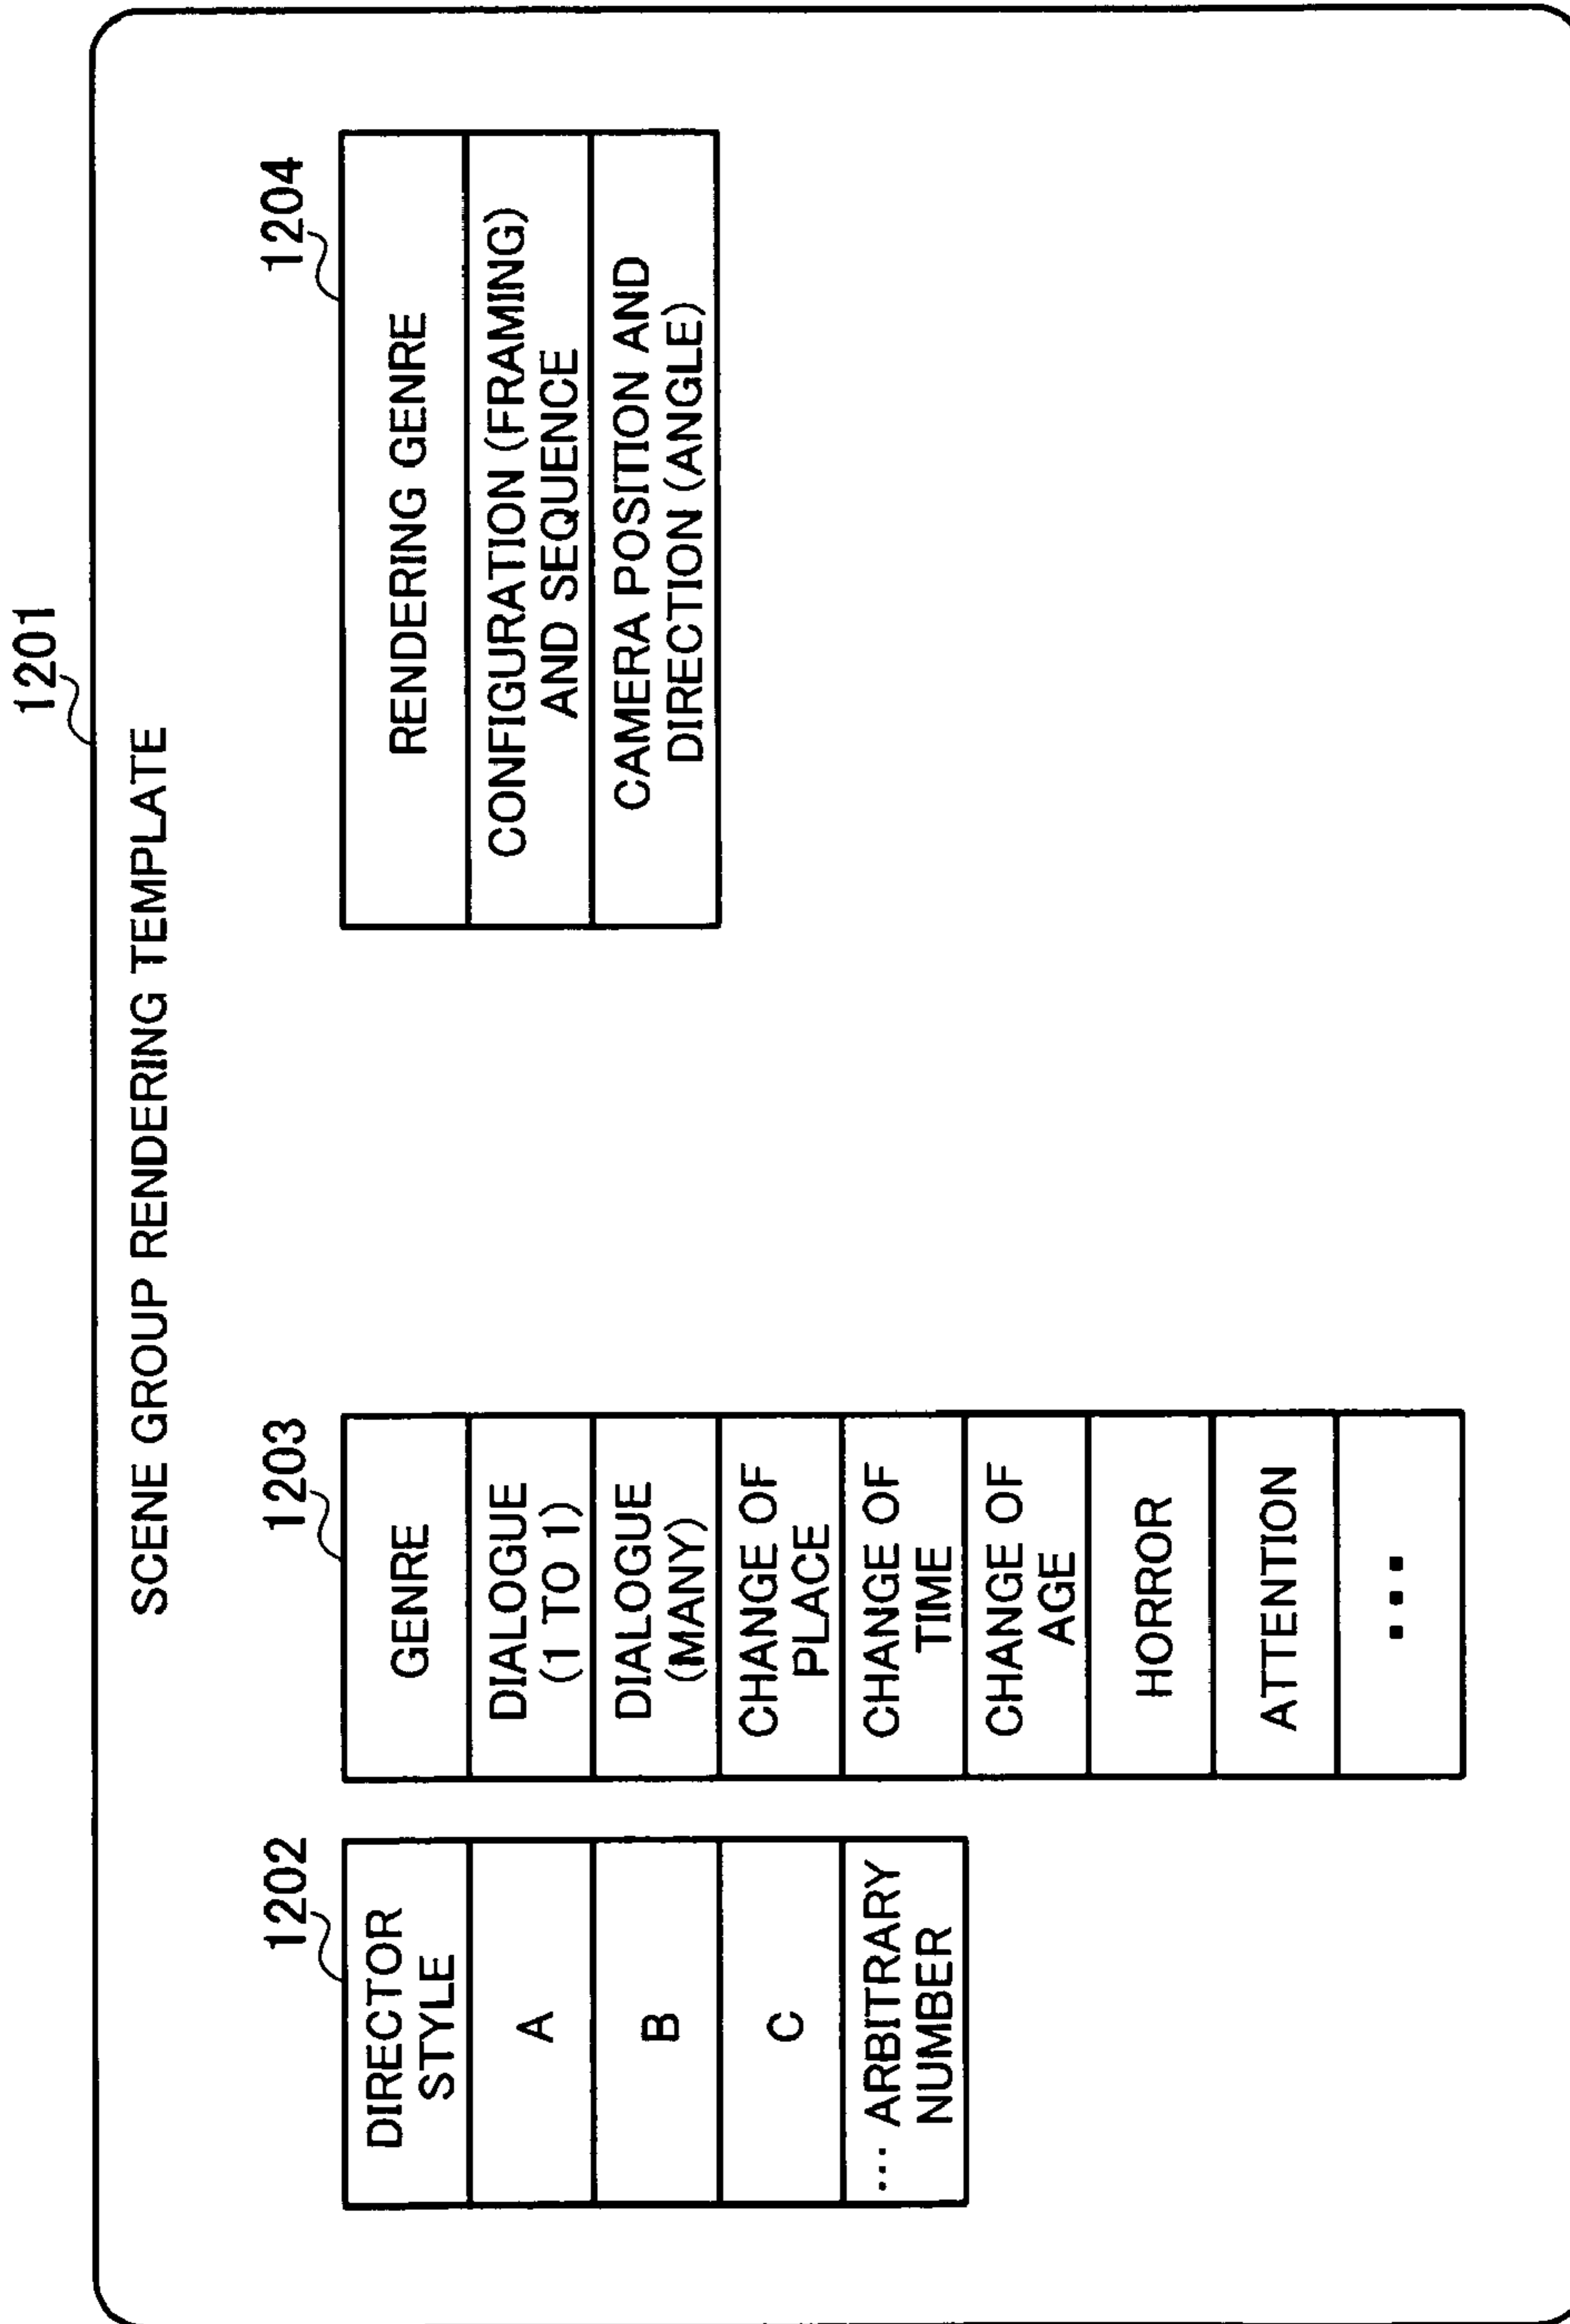 1201
SCENE GROUP RENDERING TEMPLATE
1202
DIRECTOR
STYLE
A
B
C
... ARBITRARY
NUMBER
1203
GENRE
DIALOGUE
(1 TO 1)
DIALOGUE
(MANY)
CHANGE OF
PLACE
CHANGE OF
TIME
CHANGE OF
AGE
HORROR
ATTENTION
...
1204
RENDERING GENRE
CONFIGURATION (FRAMING)
AND SEQUENCE
CAMERA POSITION AND
DIRECTION (ANGLE)